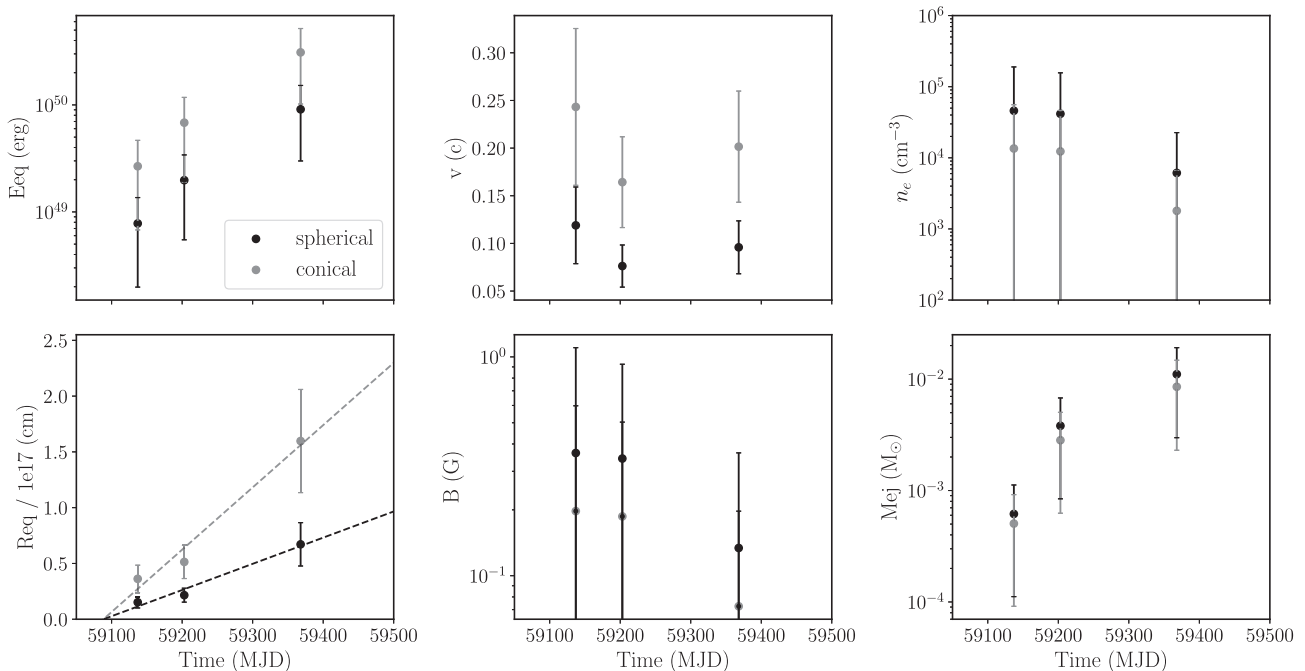 Eeq (erg)
10^50
10^49
spherical
conical
v (c)
0.30
0.25
0.20
0.15
0.10
0.05
n_e (cm^−3)
10^6
10^5
10^4
10^3
10^2
Req / 1e17 (cm)
2.5
2.0
1.5
1.0
0.5
0.0
59100 59200 59300 59400 59500
Time (MJD)
B (G)
10^0
10^−1
59100 59200 59300 59400 59500
Time (MJD)
Mej (M_⊙)
10^−2
10^−3
10^−4
59100 59200 59300 59400 59500
Time (MJD)